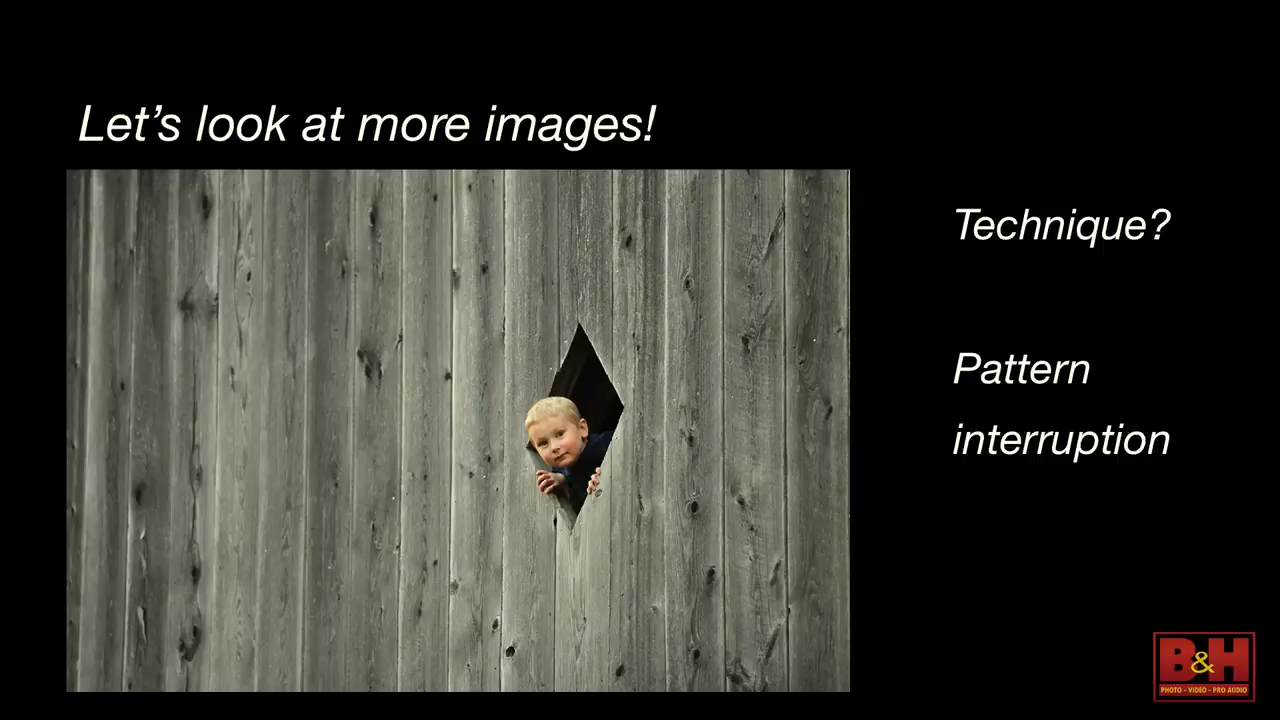 Let's look at more images!
Technique?
Pattern
interruption
B&H
PHOTO - VIDEO - PRO AUDIO